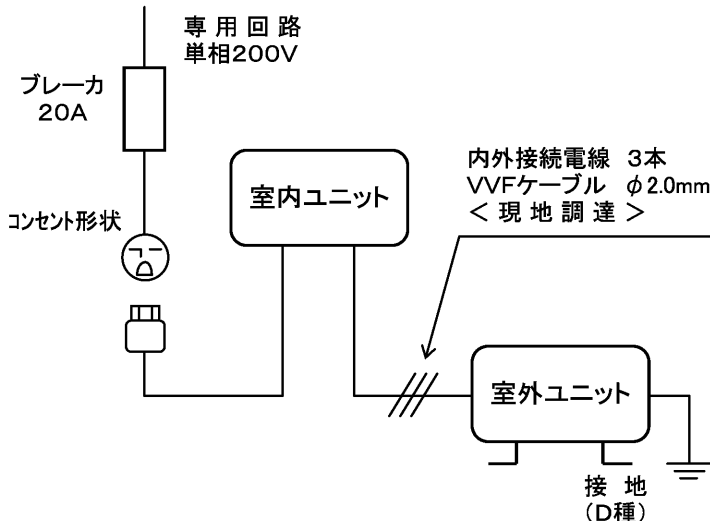 専用回路
単相200V
ブレーカ
20A
コンセント形状
室内ユニット
内外接続電線 3本
VVFケーブル φ2.0mm
<現地調達>
室外ユニット
接地
(D種)